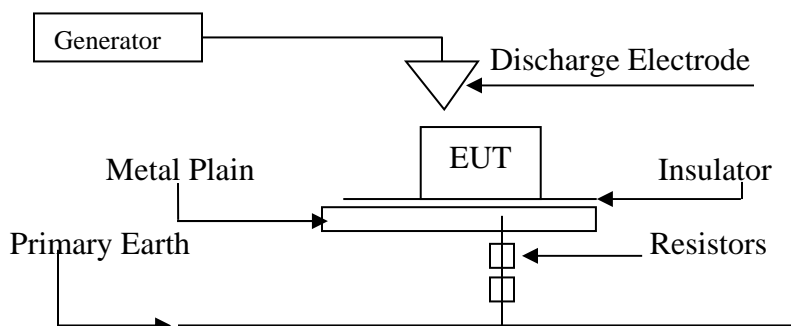 Generator
Discharge Electrode
EUT
Metal Plain
Insulator
Primary Earth
Resistors